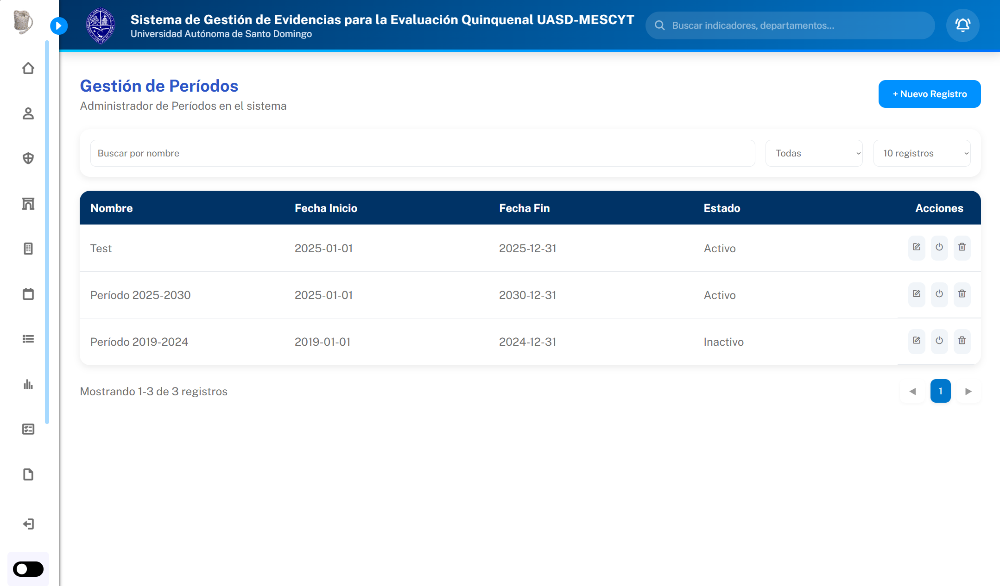 Sistema de Gestión de Evidencias para la Evaluación Quinquenal UASD-MESCYT
Universidad Autónoma de Santo Domingo
Buscar indicadores, departamentos...
Gestión de Períodos
Administrador de Períodos en el sistema
+ Nuevo Registro
Buscar por nombre
Todas
10 registros
Nombre Fecha Inicio Fecha Fin Estado Acciones
Test 2025-01-01 2025-12-31 Activo
Período 2025-2030 2025-01-01 2030-12-31 Activo
Período 2019-2024 2019-01-01 2024-12-31 Inactivo
Mostrando 1-3 de 3 registros
1